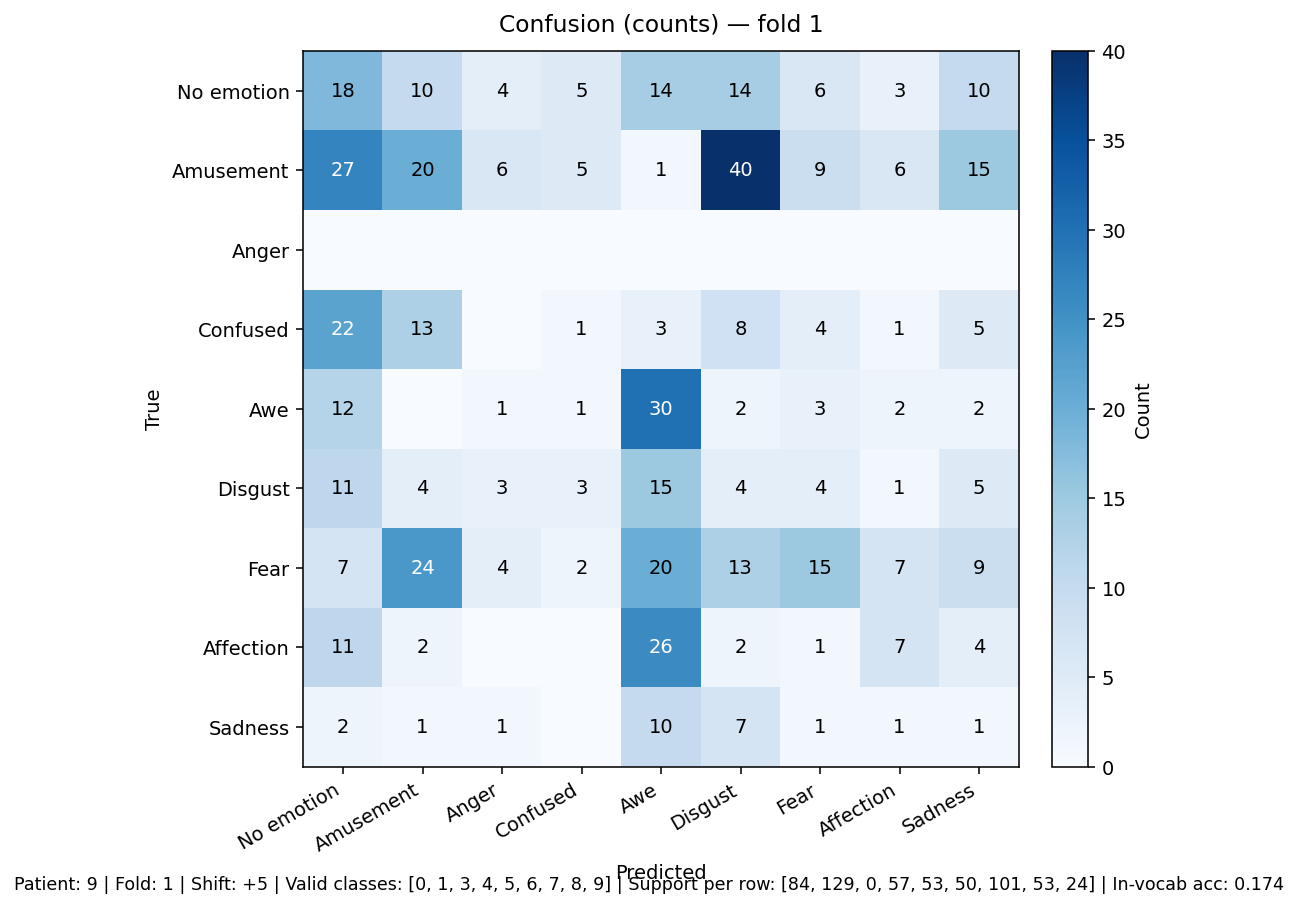 Confusion (counts) — fold 1
No emotion 18 10 4 5 14 14 6 3 10
Amusement 27 20 6 5 1 40 9 6 15
Anger
Confused 22 13 1 3 8 4 1 5
Awe 12 1 1 30 2 3 2 2
Disgust 11 4 3 3 15 4 4 1 5
Fear 7 24 4 2 20 13 15 7 9
Affection 11 2 26 2 1 7 4
Sadness 2 1 1 10 7 1 1 1
True
No emotion Amusement Anger Confused Awe Disgust Fear Affection Sadness
Predicted
40
35
30
25
20
15
10
5
0
Count
Patient: 9 | Fold: 1 | Shift: +5 | Valid classes: [0, 1, 3, 4, 5, 6, 7, 8, 9] | Support per row: [84, 129, 0, 57, 53, 50, 101, 53, 24] | In-vocab acc: 0.174